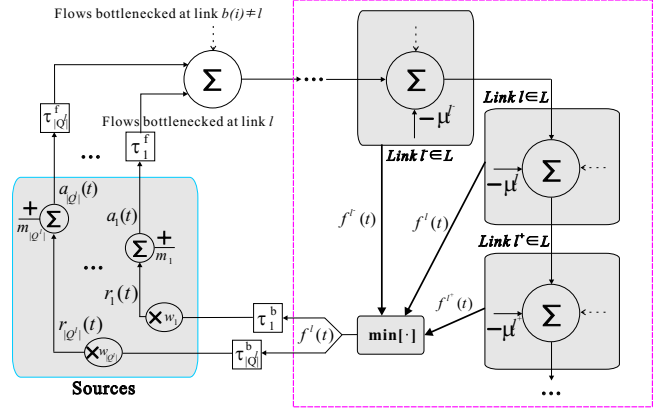 Flows bottlenecked at link b(i)≠l
Σ
...
Σ
−μ^{l^-}
Link l^-∈L
Link l∈L
−μ^l
Σ
Flows bottlenecked at link l
τ^f_{|Q^l|}
τ^f_1
...
a_{|Q^l|}(t)
a_1(t)
+
m_{|Q^l|}
Σ
Σ
+
m_1
...
r_1(t)
r_{|Q^l|}(t)
×w_1
×w_{|Q^l|}
Sources
τ^b_1
τ^b_{|Q^l|}
f^l(t)
f^{l^-}(t)
f^l(t)
f^{l^+}(t)
min[·]
Link l^+∈L
−μ^{l^+}
Σ
...